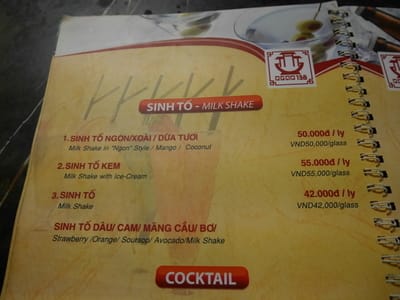 SINH TỐ - MILK SHAKE
1. SINH TỐ NGON/XOÀI / DỪA TƯƠI 50.000đ / ly
Milk Shake in "Ngon" Style / Mango / Coconut VND50,000/glass
2. SINH TỐ KEM 55.000đ / ly
Milk Shake with Ice-Cream VND55,000/glass
3. SINH TỐ 42.000đ / ly
Milk Shake VND42,000/glass
SINH TỐ DÂU/ CAM/ MÃNG CẦU/ BƠ/
Strawberry /Orange/ Soursop/ Avocado/Milk Shake
COCKTAIL